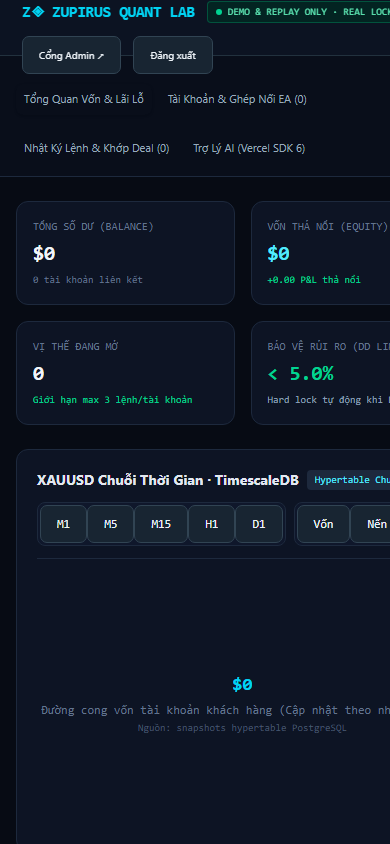 Z◈ ZUPIRUS QUANT LAB
DEMO & REPLAY ONLY · REAL LOCK
Cổng Admin ↗
Đăng xuất
Tổng Quan Vốn & Lãi Lỗ
Tài Khoản & Ghép Nối EA (0)
Nhật Ký Lệnh & Khớp Deal (0)
Trợ Lý AI (Vercel SDK 6)
TỔNG SỐ DƯ (BALANCE)
$0
0 tài khoản liên kết
VỐN THẢ NỔI (EQUITY)
$0
+0.00 P&L thả nổi
VỊ THẾ ĐANG MỞ
0
Giới hạn max 3 lệnh/tài khoản
BẢO VỆ RỦI RO (DD LI
< 5.0%
Hard lock tự động khi
XAUUSD Chuỗi Thời Gian · TimescaleDB
Hypertable Chu
M1
M5
M15
H1
D1
Vốn
Nến
$0
Đường cong vốn tài khoản khách hàng (Cập nhật theo nh
Nguồn: snapshots hypertable PostgreSQL